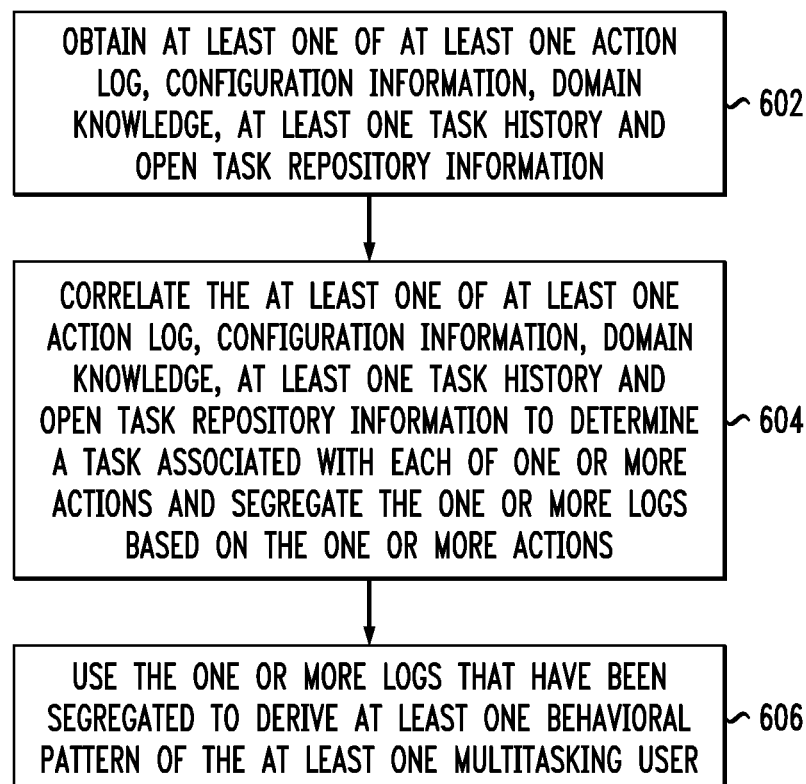 OBTAIN AT LEAST ONE OF AT LEAST ONE ACTION
LOG, CONFIGURATION INFORMATION, DOMAIN
KNOWLEDGE, AT LEAST ONE TASK HISTORY AND
OPEN TASK REPOSITORY INFORMATION
602
CORRELATE THE AT LEAST ONE OF AT LEAST ONE
ACTION LOG, CONFIGURATION INFORMATION, DOMAIN
KNOWLEDGE, AT LEAST ONE TASK HISTORY AND
OPEN TASK REPOSITORY INFORMATION TO DETERMINE
A TASK ASSOCIATED WITH EACH OF ONE OR MORE
ACTIONS AND SEGREGATE THE ONE OR MORE LOGS
BASED ON THE ONE OR MORE ACTIONS
604
USE THE ONE OR MORE LOGS THAT HAVE BEEN
SEGREGATED TO DERIVE AT LEAST ONE BEHAVIORAL
PATTERN OF THE AT LEAST ONE MULTITASKING USER
606